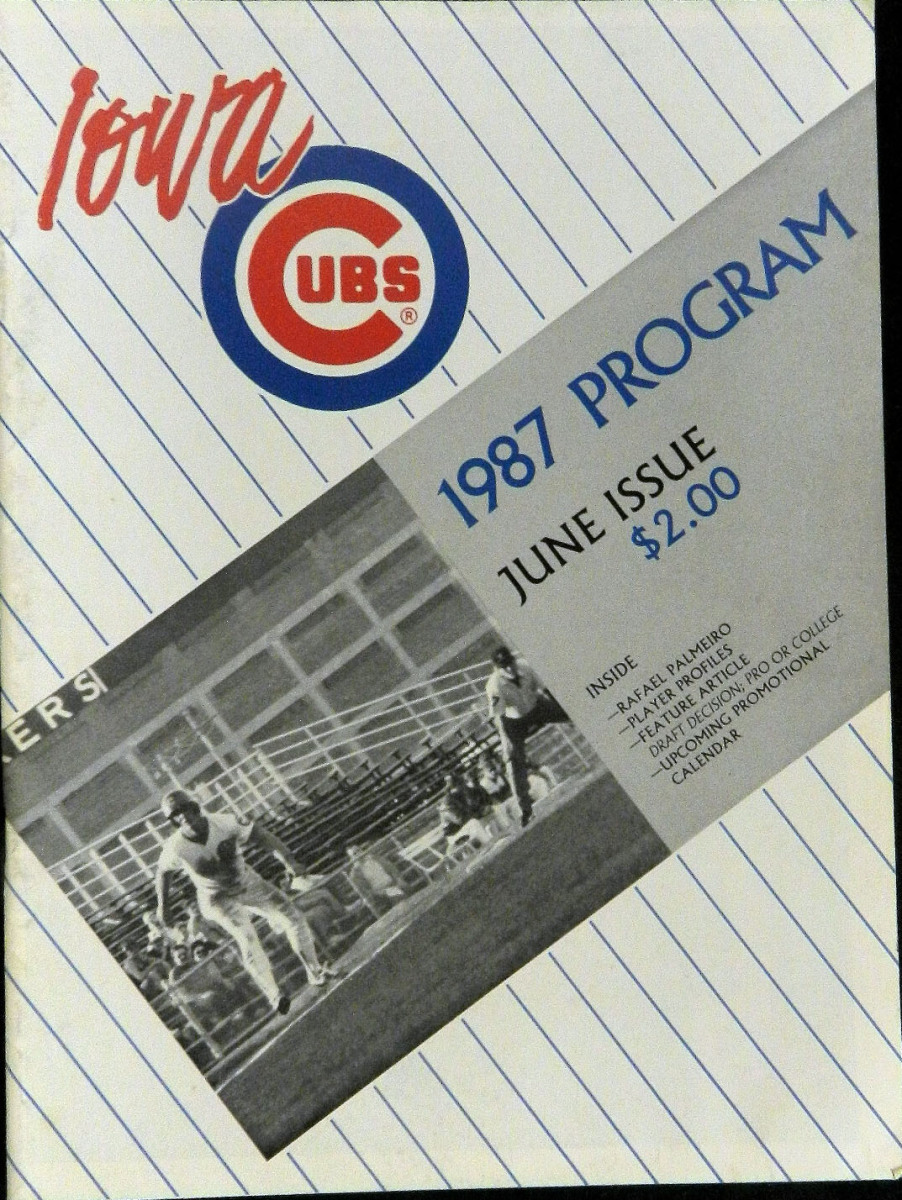 Iowa
CUBS
®
1987 PROGRAM
JUNE ISSUE
$2.00
INSIDE
—RAFAEL PALMEIRO
—PLAYER PROFILES
—FEATURE ARTICLE
DRAFT DECISION; PRO OR COLLEGE
—UPCOMING PROMOTIONAL
CALENDAR
ERS